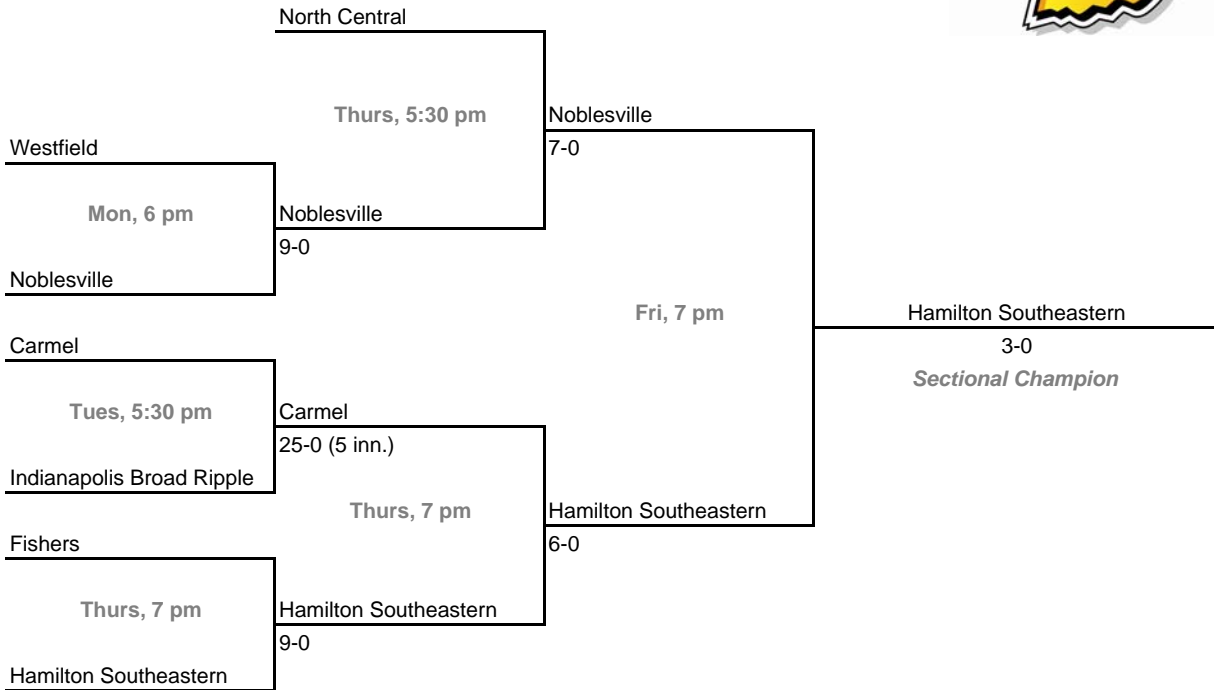 North Central
Thurs, 5:30 pm
Noblesville
Westfield
7-0
Mon, 6 pm
Noblesville
9-0
Noblesville
Fri, 7 pm
Hamilton Southeastern
Carmel
3-0
Sectional Champion
Tues, 5:30 pm
Carmel
25-0 (5 inn.)
Indianapolis Broad Ripple
Thurs, 7 pm
Hamilton Southeastern
Fishers
6-0
Thurs, 7 pm
Hamilton Southeastern
9-0
Hamilton Southeastern